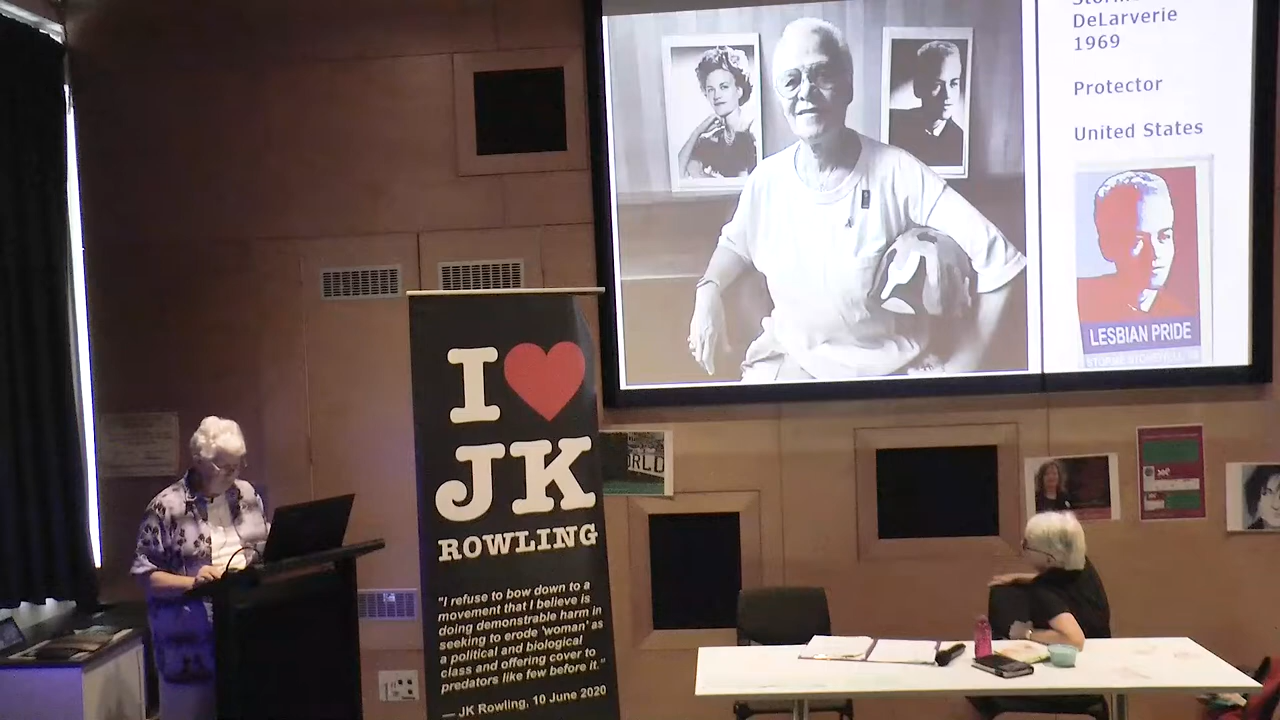 DeLarverie
1969
Protector
United States
LESBIAN PRIDE
I ❤
JK
ROWLING
"I refuse to bow down to a
movement that I believe is
doing demonstrable harm in
seeking to erode 'woman' as
a political and biological
class and offering cover to
predators like few before it."
— JK Rowling, 10 June 2020